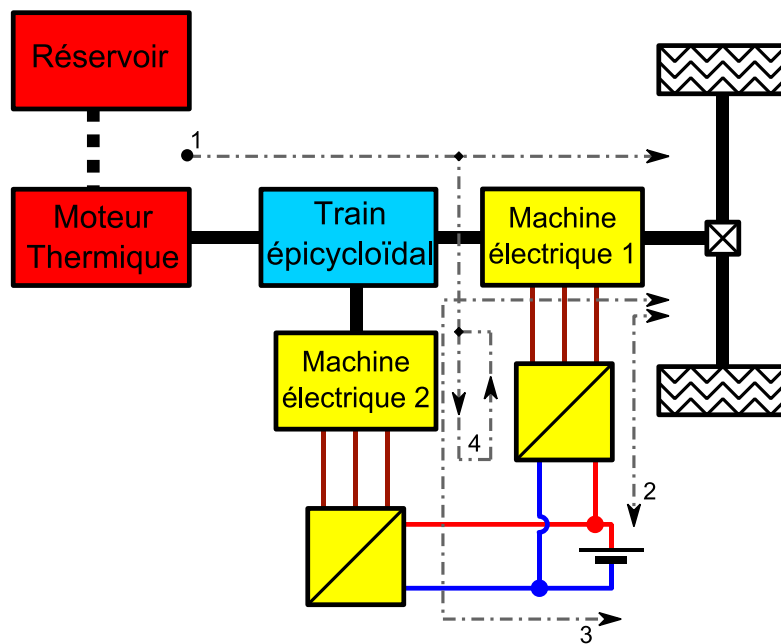 Réservoir
1
Moteur
Thermique
Train
épicycloïdal
Machine
électrique 1
Machine
électrique 2
4
2
3